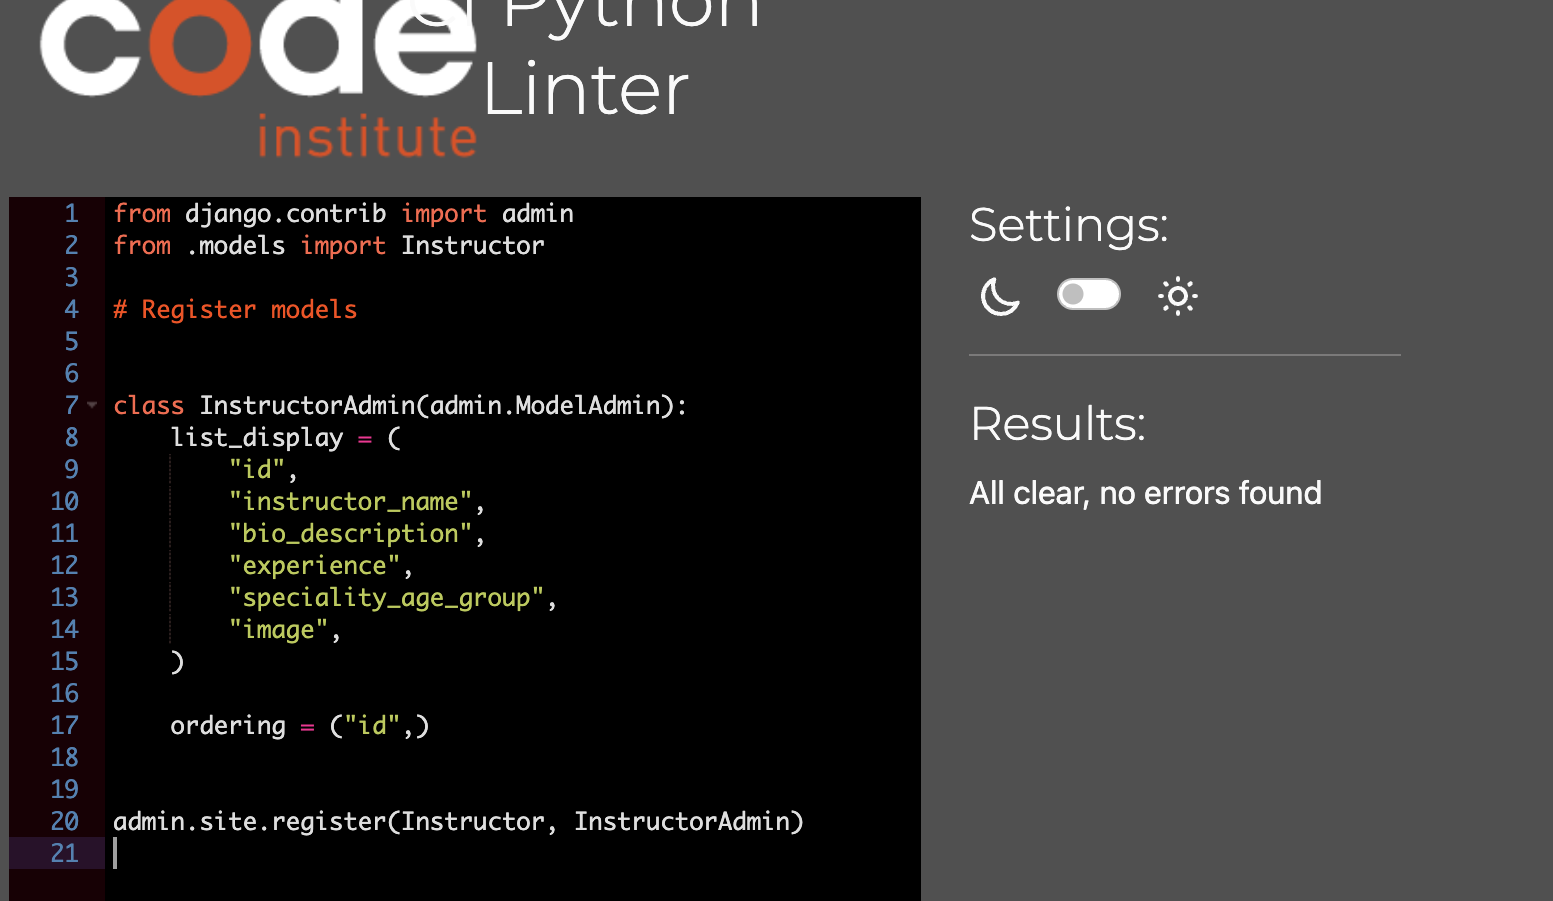 code
institute
CI Python
Linter
1 from django.contrib import admin
2 from .models import Instructor
3
4 # Register models
5
6
7 class InstructorAdmin(admin.ModelAdmin):
8     list_display = (
9         "id",
10         "instructor_name",
11         "bio_description",
12         "experience",
13         "speciality_age_group",
14         "image",
15     )
16
17     ordering = ("id",)
18
19
20 admin.site.register(Instructor, InstructorAdmin)
21
Settings:
Results:
All clear, no errors found